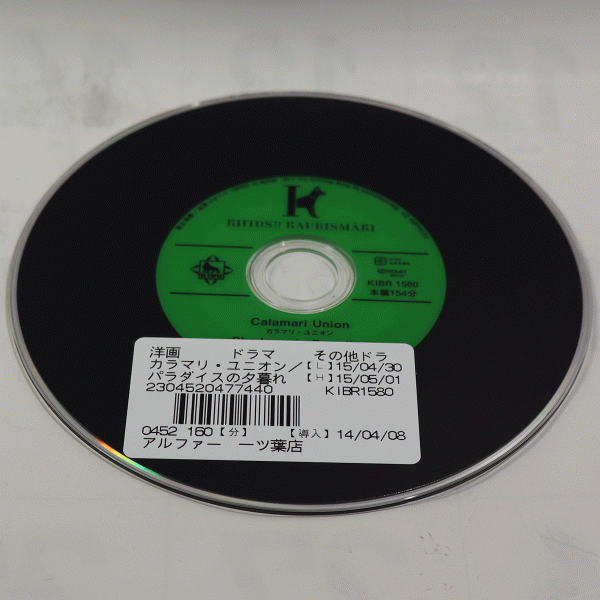 K
KIITOS!! KAURISMÄKI
KIBR 1580
本編154分
Calamari Union
カラマリ・ユニオン
洋画 ドラマ その他ドラ
カラマリ・ユニオン／【L】15/04/30
パラダイスの夕暮れ 【H】15/05/01
2304520477440 KIBR1580
0452 160【分】 【導入】14/04/08
アルファー 一ツ葉店